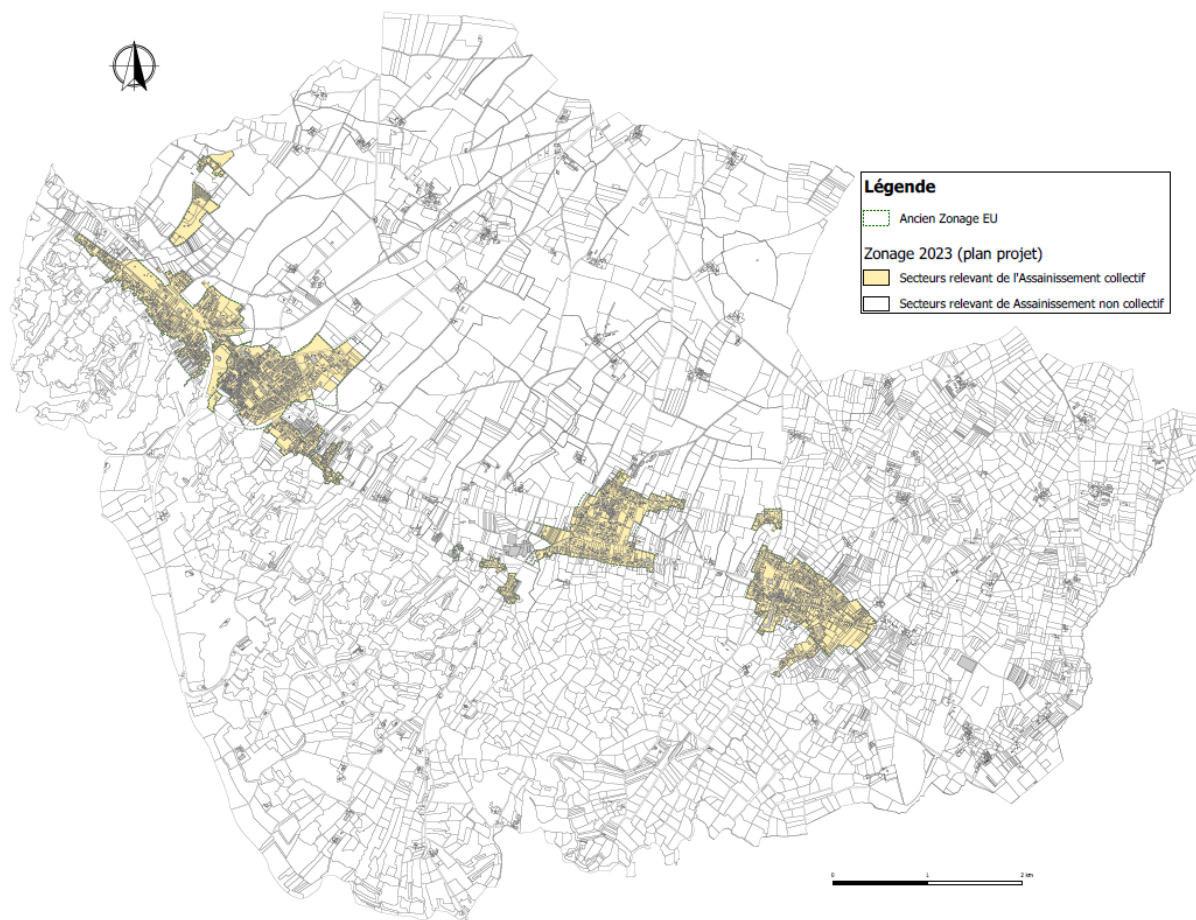 Légende
Ancien Zonage EU
Zonage 2023 (plan projet)
Secteurs relevant de l'Assainissement collectif
Secteurs relevant de Assainissement non collectif
0 1 2 km